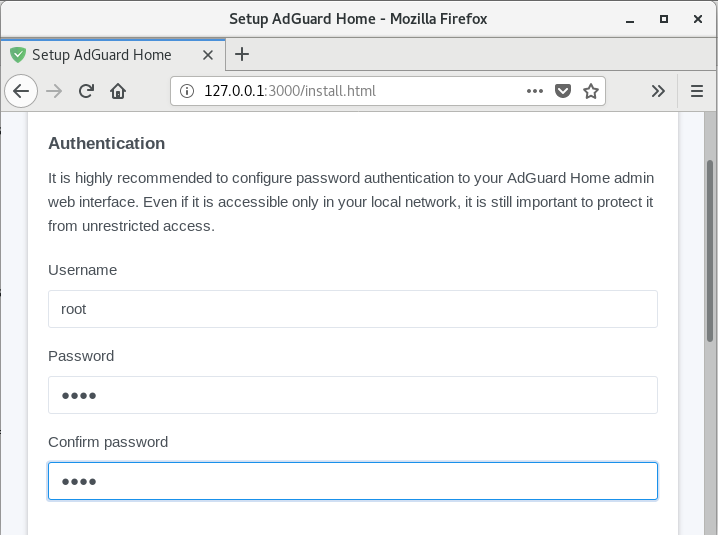 Setup AdGuard Home - Mozilla Firefox
Setup AdGuard Home
127.0.0.1:3000/install.html
Authentication
It is highly recommended to configure password authentication to your AdGuard Home admin
web interface. Even if it is accessible only in your local network, it is still important to protect it
from unrestricted access.
Username
root
Password
●●●●
Confirm password
●●●●